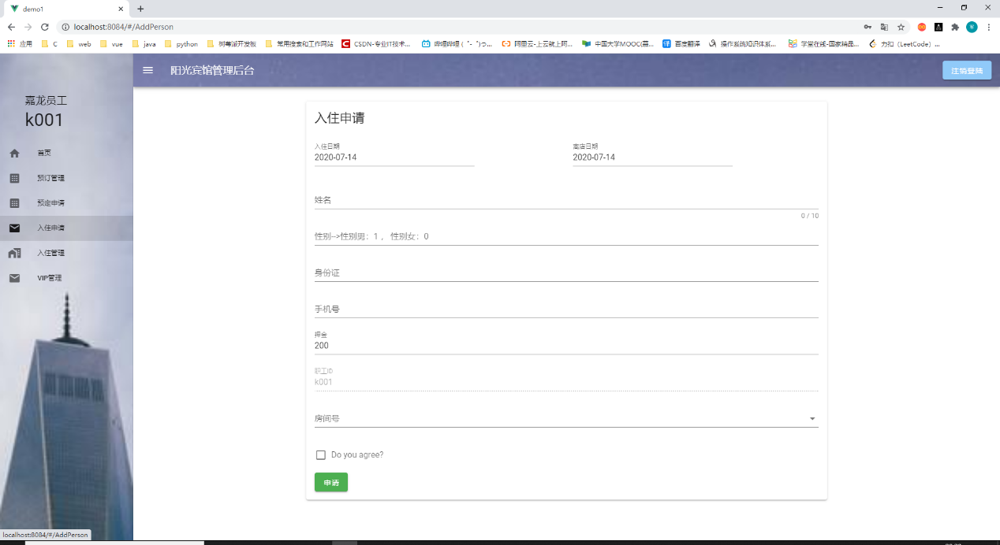 demo1
localhost:8084/#/AddPerson
应用 C web vue java python 树莓派开发板 常用搜索和工作网站 CSDN-专业IT技术... 哔哩哔哩 ( ゜- ゜)つ... 阿里云-上云就上阿... 中国大学MOOC(慕... 百度翻译 操作系统知识体系... 学堂在线-国家精品... 力扣 (LeetCode) ...
阳光宾馆管理后台
注销登陆
嘉龙员工
k001
首页
预订管理
预定申请
入住申请
入住管理
VIP管理
入住申请
入住日期 离店日期
2020-07-14 2020-07-14
姓名
0 / 10
性别-->性别男：1 ， 性别女：0
身份证
手机号
押金
200
职工ID
k001
房间号
Do you agree?
申请
localhost:8084/#/AddPerson